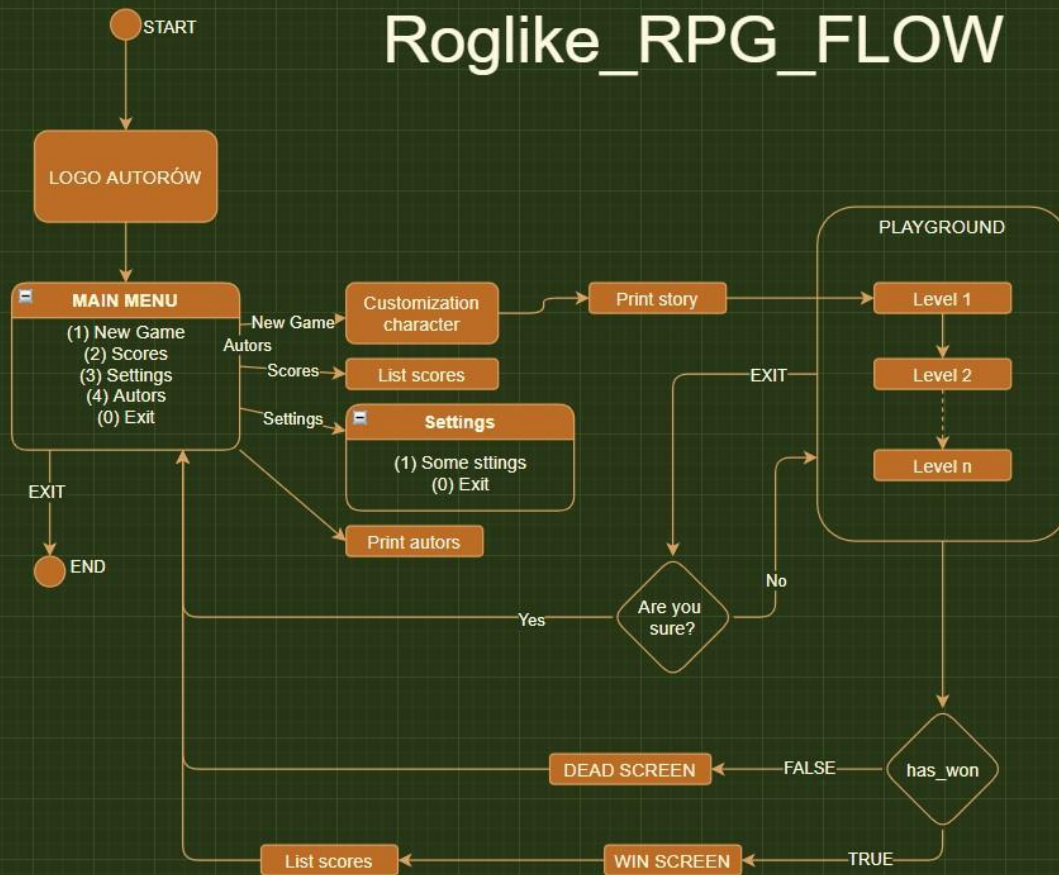 START
Roglike_RPG_FLOW
LOGO AUTORÓW
PLAYGROUND
MAIN MENU
(1) New Game
(2) Scores
(3) Settings
(4) Autors
(0) Exit
New Game
Autors
Scores
Settings
Customization
character
Print story
Level 1
List scores
EXIT
Level 2
Settings
(1) Some sttings
(0) Exit
Level n
EXIT
Print autors
END
No
Are you
sure?
Yes
DEAD SCREEN
FALSE
has_won
List scores
WIN SCREEN
TRUE